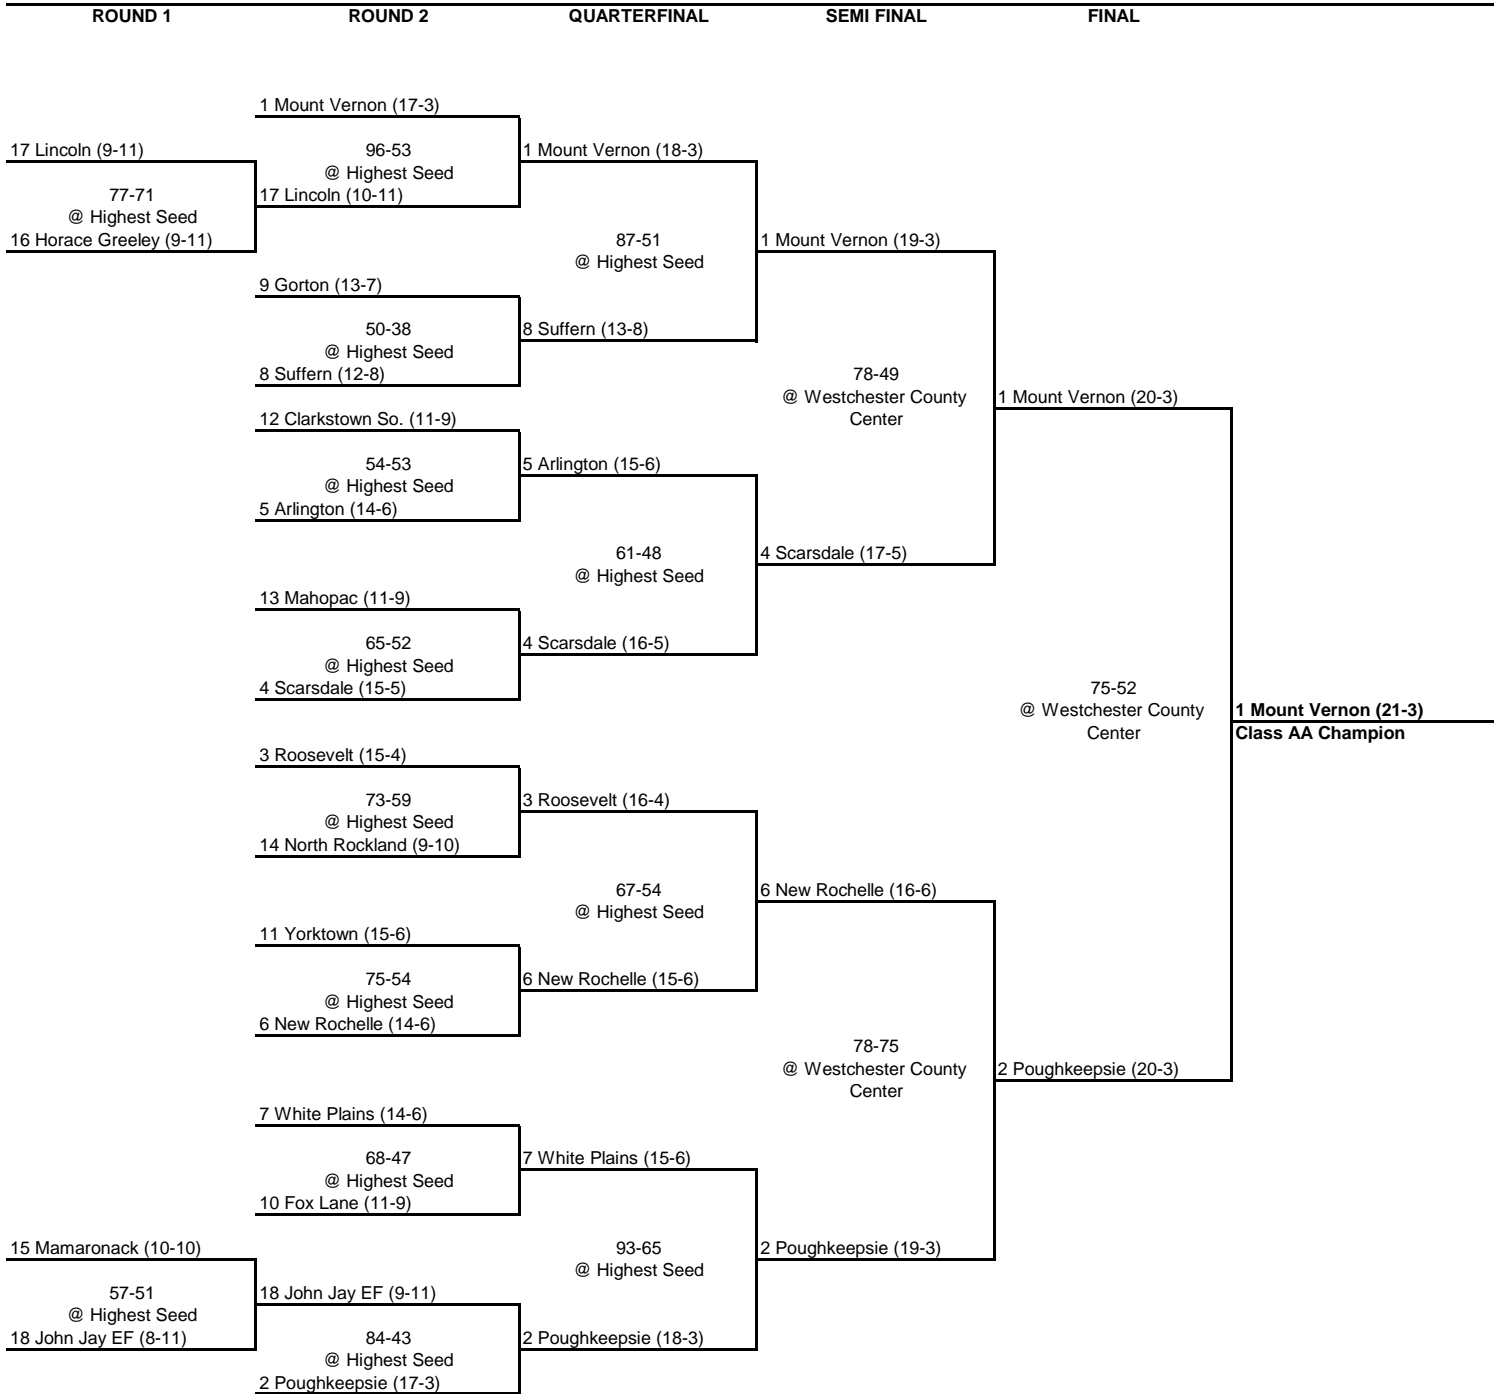 ROUND 1 ROUND 2 QUARTERFINAL SEMI FINAL FINAL
1 Mount Vernon (17-3)
17 Lincoln (9-11) 96-53 1 Mount Vernon (18-3)
@ Highest Seed
77-71 17 Lincoln (10-11)
@ Highest Seed
16 Horace Greeley (9-11) 87-51 1 Mount Vernon (19-3)
@ Highest Seed
9 Gorton (13-7)
50-38 8 Suffern (13-8)
@ Highest Seed
8 Suffern (12-8) 78-49
@ Westchester County 1 Mount Vernon (20-3)
12 Clarkstown So. (11-9) Center
54-53 5 Arlington (15-6)
@ Highest Seed
5 Arlington (14-6)
61-48 4 Scarsdale (17-5)
@ Highest Seed
13 Mahopac (11-9)
65-52 4 Scarsdale (16-5)
@ Highest Seed
4 Scarsdale (15-5) 75-52
@ Westchester County 1 Mount Vernon (21-3)
Center Class AA Champion
3 Roosevelt (15-4)
73-59 3 Roosevelt (16-4)
@ Highest Seed
14 North Rockland (9-10)
67-54 6 New Rochelle (16-6)
@ Highest Seed
11 Yorktown (15-6)
75-54 6 New Rochelle (15-6)
@ Highest Seed
6 New Rochelle (14-6)
78-75
@ Westchester County 2 Poughkeepsie (20-3)
Center
7 White Plains (14-6)
68-47 7 White Plains (15-6)
@ Highest Seed
10 Fox Lane (11-9)
15 Mamaronack (10-10) 93-65 2 Poughkeepsie (19-3)
@ Highest Seed
57-51 18 John Jay EF (9-11)
@ Highest Seed
18 John Jay EF (8-11) 84-43 2 Poughkeepsie (18-3)
@ Highest Seed
2 Poughkeepsie (17-3)